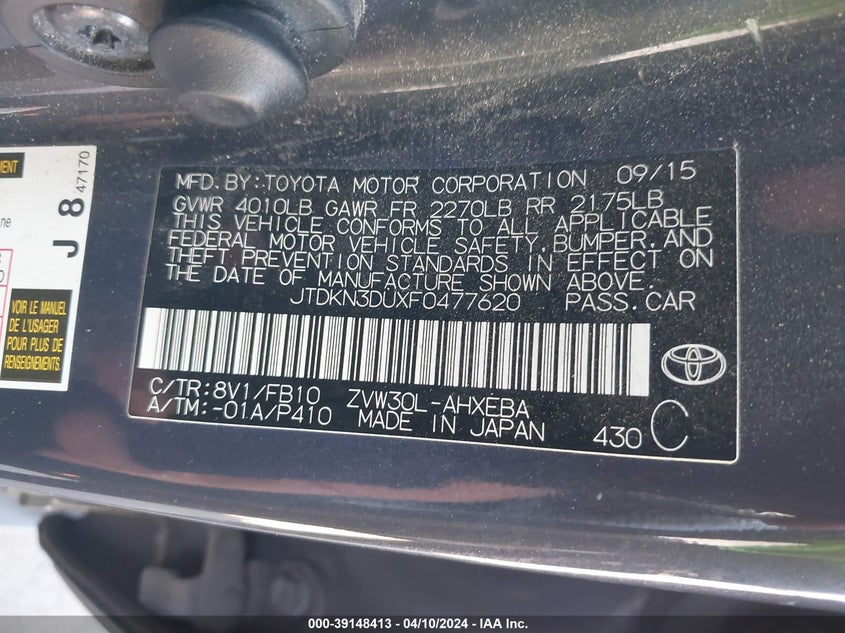 MENT
ne
J 8 47170
VOIR LE MANUEL
DE L'USAGER
POUR PLUS DE
RENSEIGNEMENTS.
MFD. BY: TOYOTA MOTOR CORPORATION 09/15
GVWR 4010LB GAWR FR 2270LB RR 2175LB
THIS VEHICLE CONFORMS TO ALL APPLICABLE
FEDERAL MOTOR VEHICLE SAFETY, BUMPER, AND
THEFT PREVENTION STANDARDS IN EFFECT ON
THE DATE OF MANUFACTURE SHOWN ABOVE.
JTDKN3DUXF0477620 PASS.CAR
C/TR:8V1/FB10 ZVW30L-AHXEBA
A/TM:-01A/P410 MADE IN JAPAN 430 C
000-39148413 - 04/10/2024 - IAA Inc.